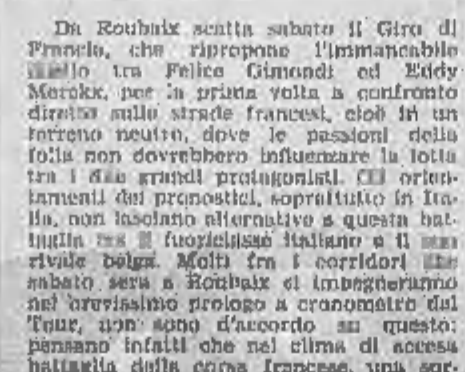 Da Roubaix scatta sabato il Giro di
Francia, che ripropone l'immancabile
duello tra Felice Gimondi ed Eddy
Merckx, per la prima volta a confronto
diretto sulle strade francesi, cioè in un
terreno neutro, dove le passioni della
folla non dovrebbero influenzare la lotta
tra i due grandi protagonisti. Gli orien-
tamenti dei pronostici, soprattutto in Ita-
lia, non lasciano alternative a questa bat-
taglia tra il fuoriclasse italiano e il suo
rivale belga. Molti fra i corridori che
sabato sera a Roubaix si impegneranno
nel brevissimo prologo a cronometro del
Tour, non sono d'accordo su questo:
pensano infatti che nel clima di accesa
battaglia della corsa francese, una sor-